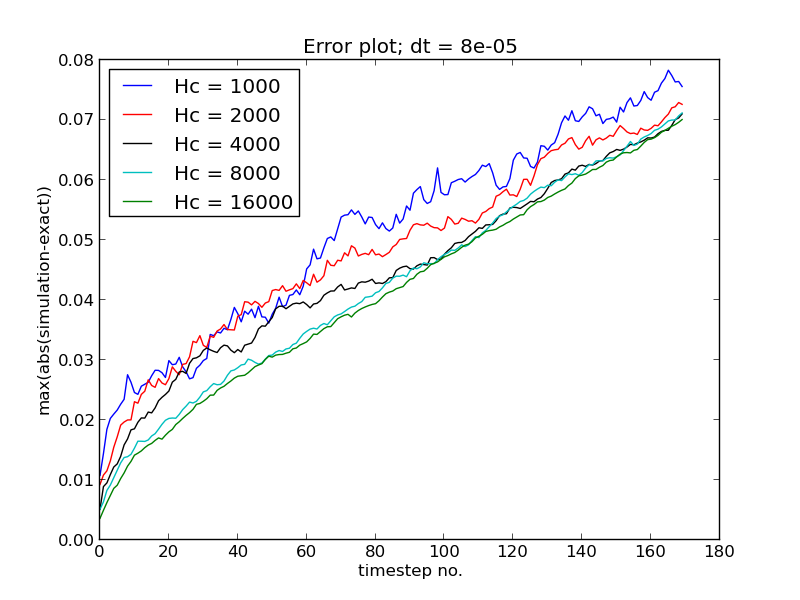 Error plot; dt = 8e-05
Hc = 1000
Hc = 2000
Hc = 4000
Hc = 8000
Hc = 16000
max(abs(simulation-exact))
0.08
0.07
0.06
0.05
0.04
0.03
0.02
0.01
0.00
0 20 40 60 80 100 120 140 160 180
timestep no.